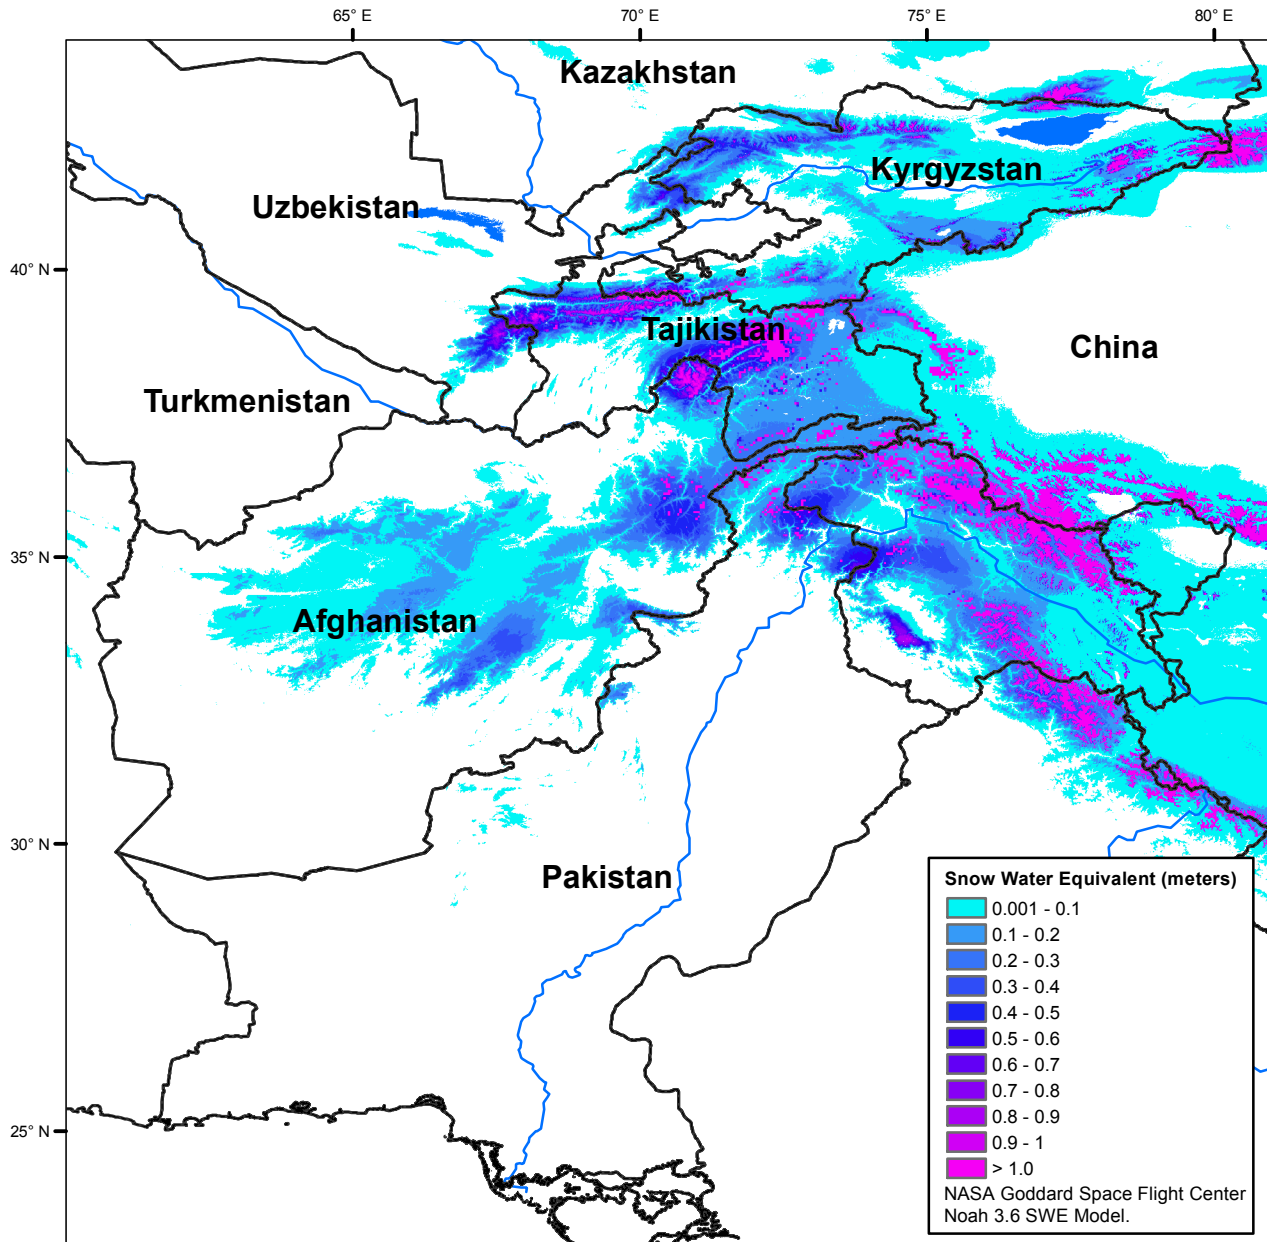 65° E
70° E
75° E
80° E
Kazakhstan
Kyrgyzstan
Uzbekistan
40° N
Tajikistan
China
Turkmenistan
35° N
Afghanistan
30° N
Pakistan
25° N
Snow Water Equivalent (meters)
0.001 - 0.1
0.1 - 0.2
0.2 - 0.3
0.3 - 0.4
0.4 - 0.5
0.5 - 0.6
0.6 - 0.7
0.7 - 0.8
0.8 - 0.9
0.9 - 1
> 1.0
NASA Goddard Space Flight Center
Noah 3.6 SWE Model.